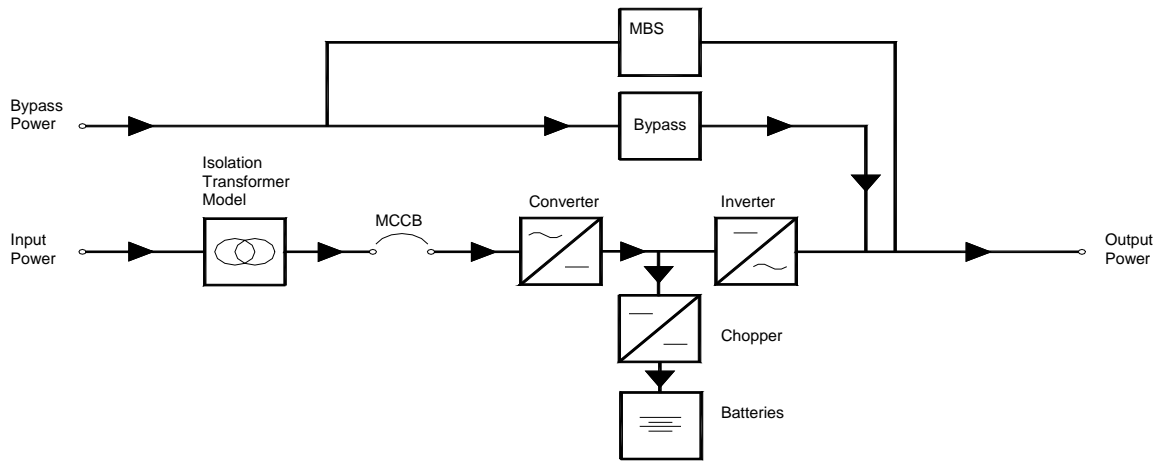 MBS
Bypass
Power
Bypass
Isolation
Transformer
Model
MCCB
Converter
Inverter
Input
Power
Output
Power
Chopper
Batteries